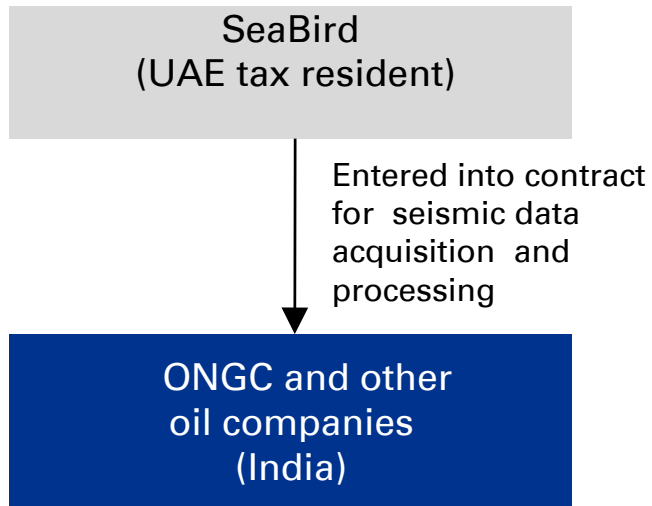 SeaBird
(UAE tax resident)
Entered into contract
for seismic data
acquisition and
processing
ONGC and other
oil companies
(India)